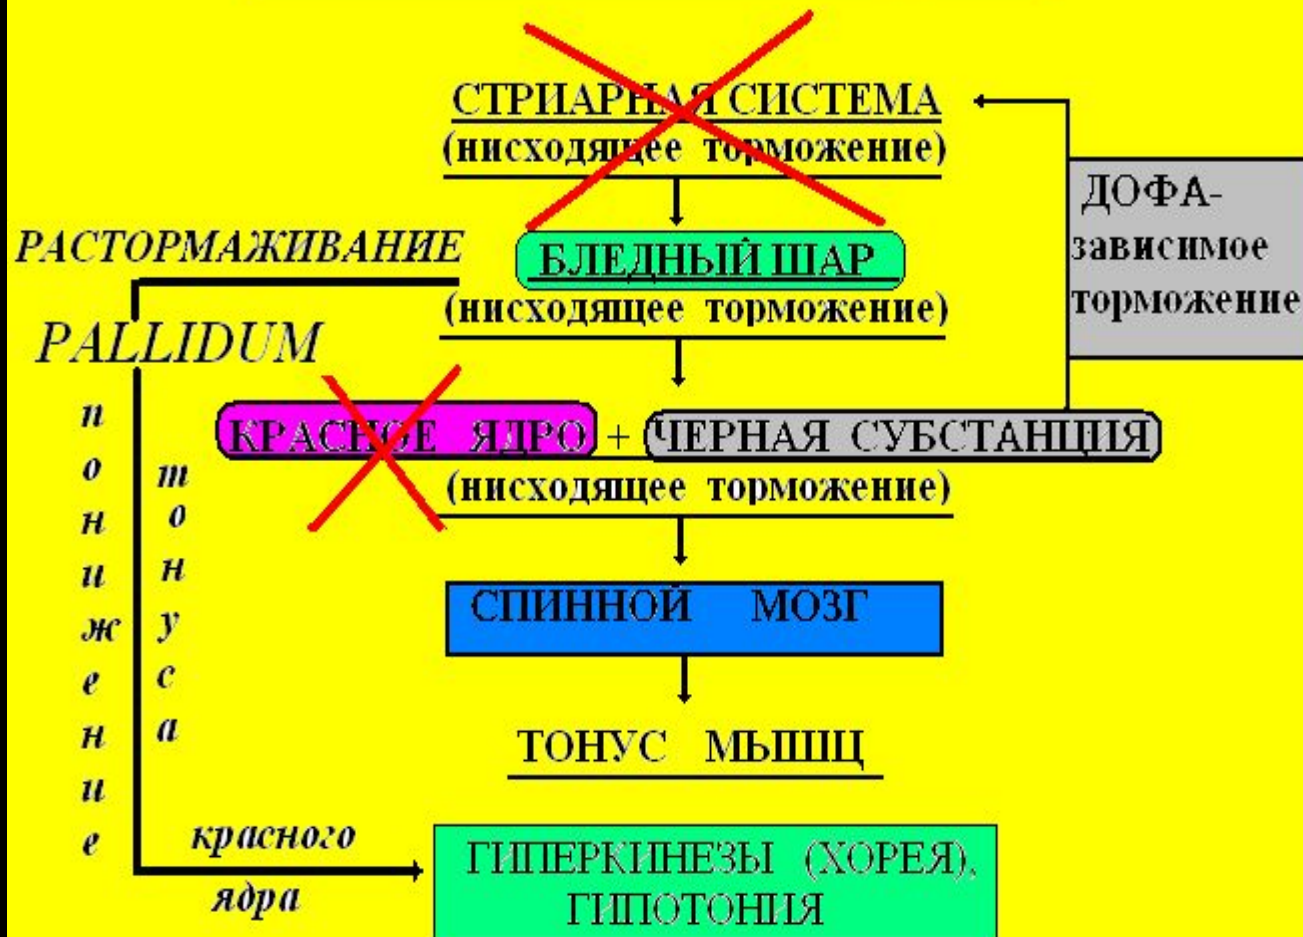 СТРИАРНАЯ СИСТЕМА
(нисходящее торможение)
ДОФА-
зависимое
торможение
РАСТОРМАЖИВАНИЕ
БЛЕДНЫЙ ШАР
(нисходящее торможение)
PALLIDUM
понижение
тонуса
КРАСНОЕ ЯДРО + ЧЕРНАЯ СУБСТАНЦИЯ
(нисходящее торможение)
СПИННОЙ МОЗГ
ТОНУС МЫШЦ
красного
ядра
ГИПЕРКИНЕЗЫ (ХОРЕЯ),
ГИПОТОНИЯ